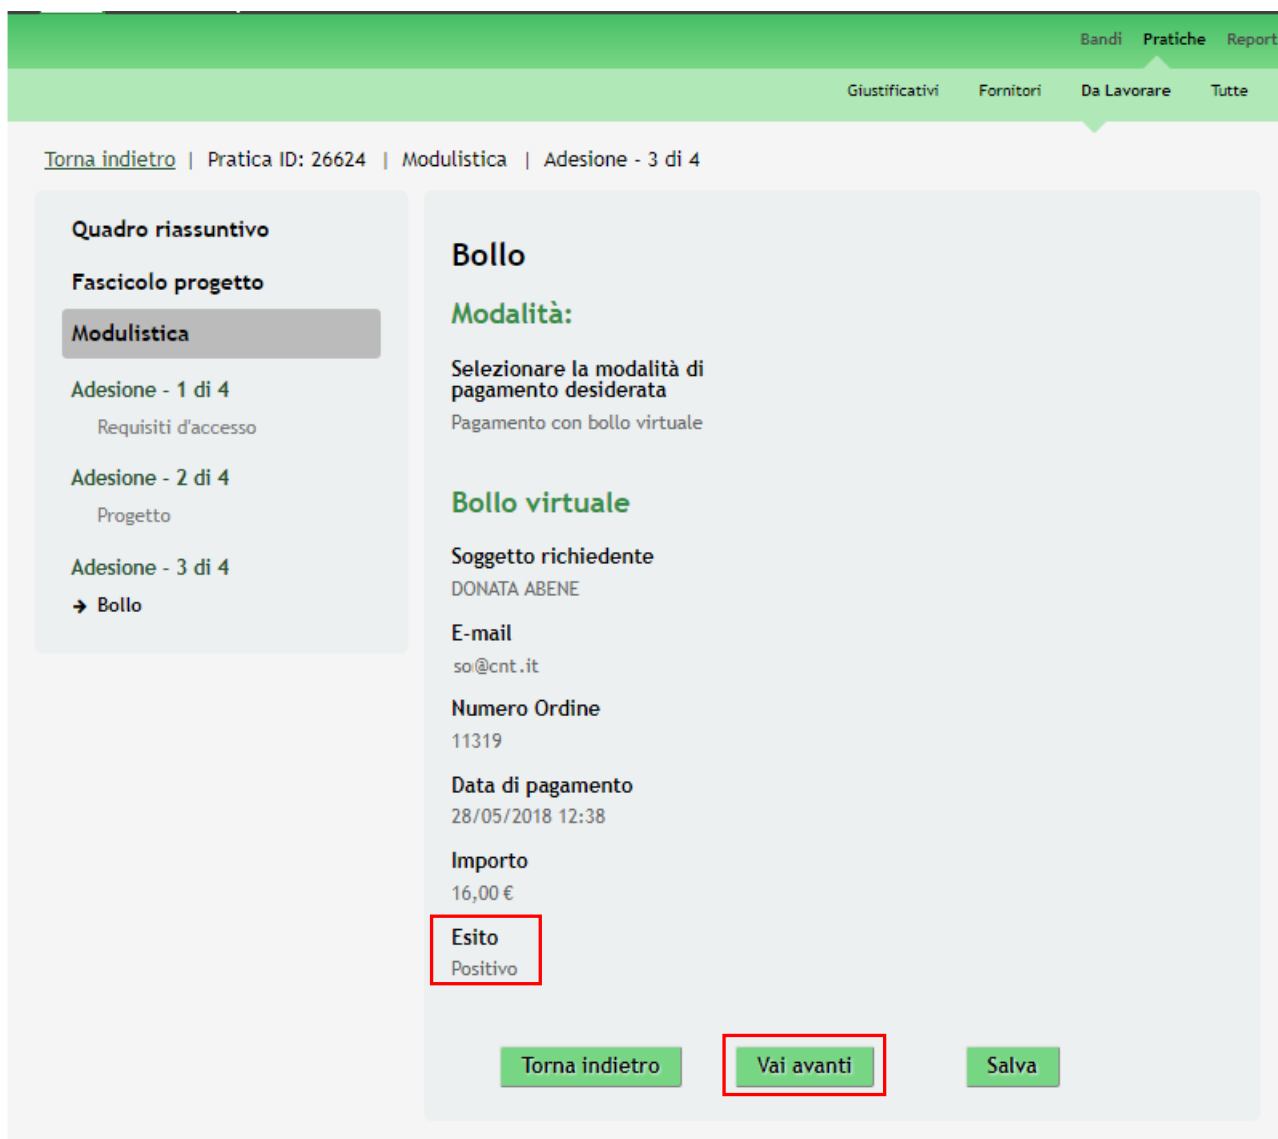 Bandi Pratiche Report
Giustificativi Fornitori Da Lavorare Tutte
Torna indietro | Pratica ID: 26624 | Modulistica | Adesione - 3 di 4
Quadro riassuntivo
Fascicolo progetto
Modulistica
Adesione - 1 di 4
Requisiti d'accesso
Adesione - 2 di 4
Progetto
Adesione - 3 di 4
→ Bollo
Bollo
Modalità:
Selezionare la modalità di
pagamento desiderata
Pagamento con bollo virtuale
Bollo virtuale
Soggetto richiedente
DONATA ABENE
E-mail
so@cnt.it
Numero Ordine
11319
Data di pagamento
28/05/2018 12:38
Importo
16,00 €
Esito
Positivo
Torna indietro Vai avanti Salva